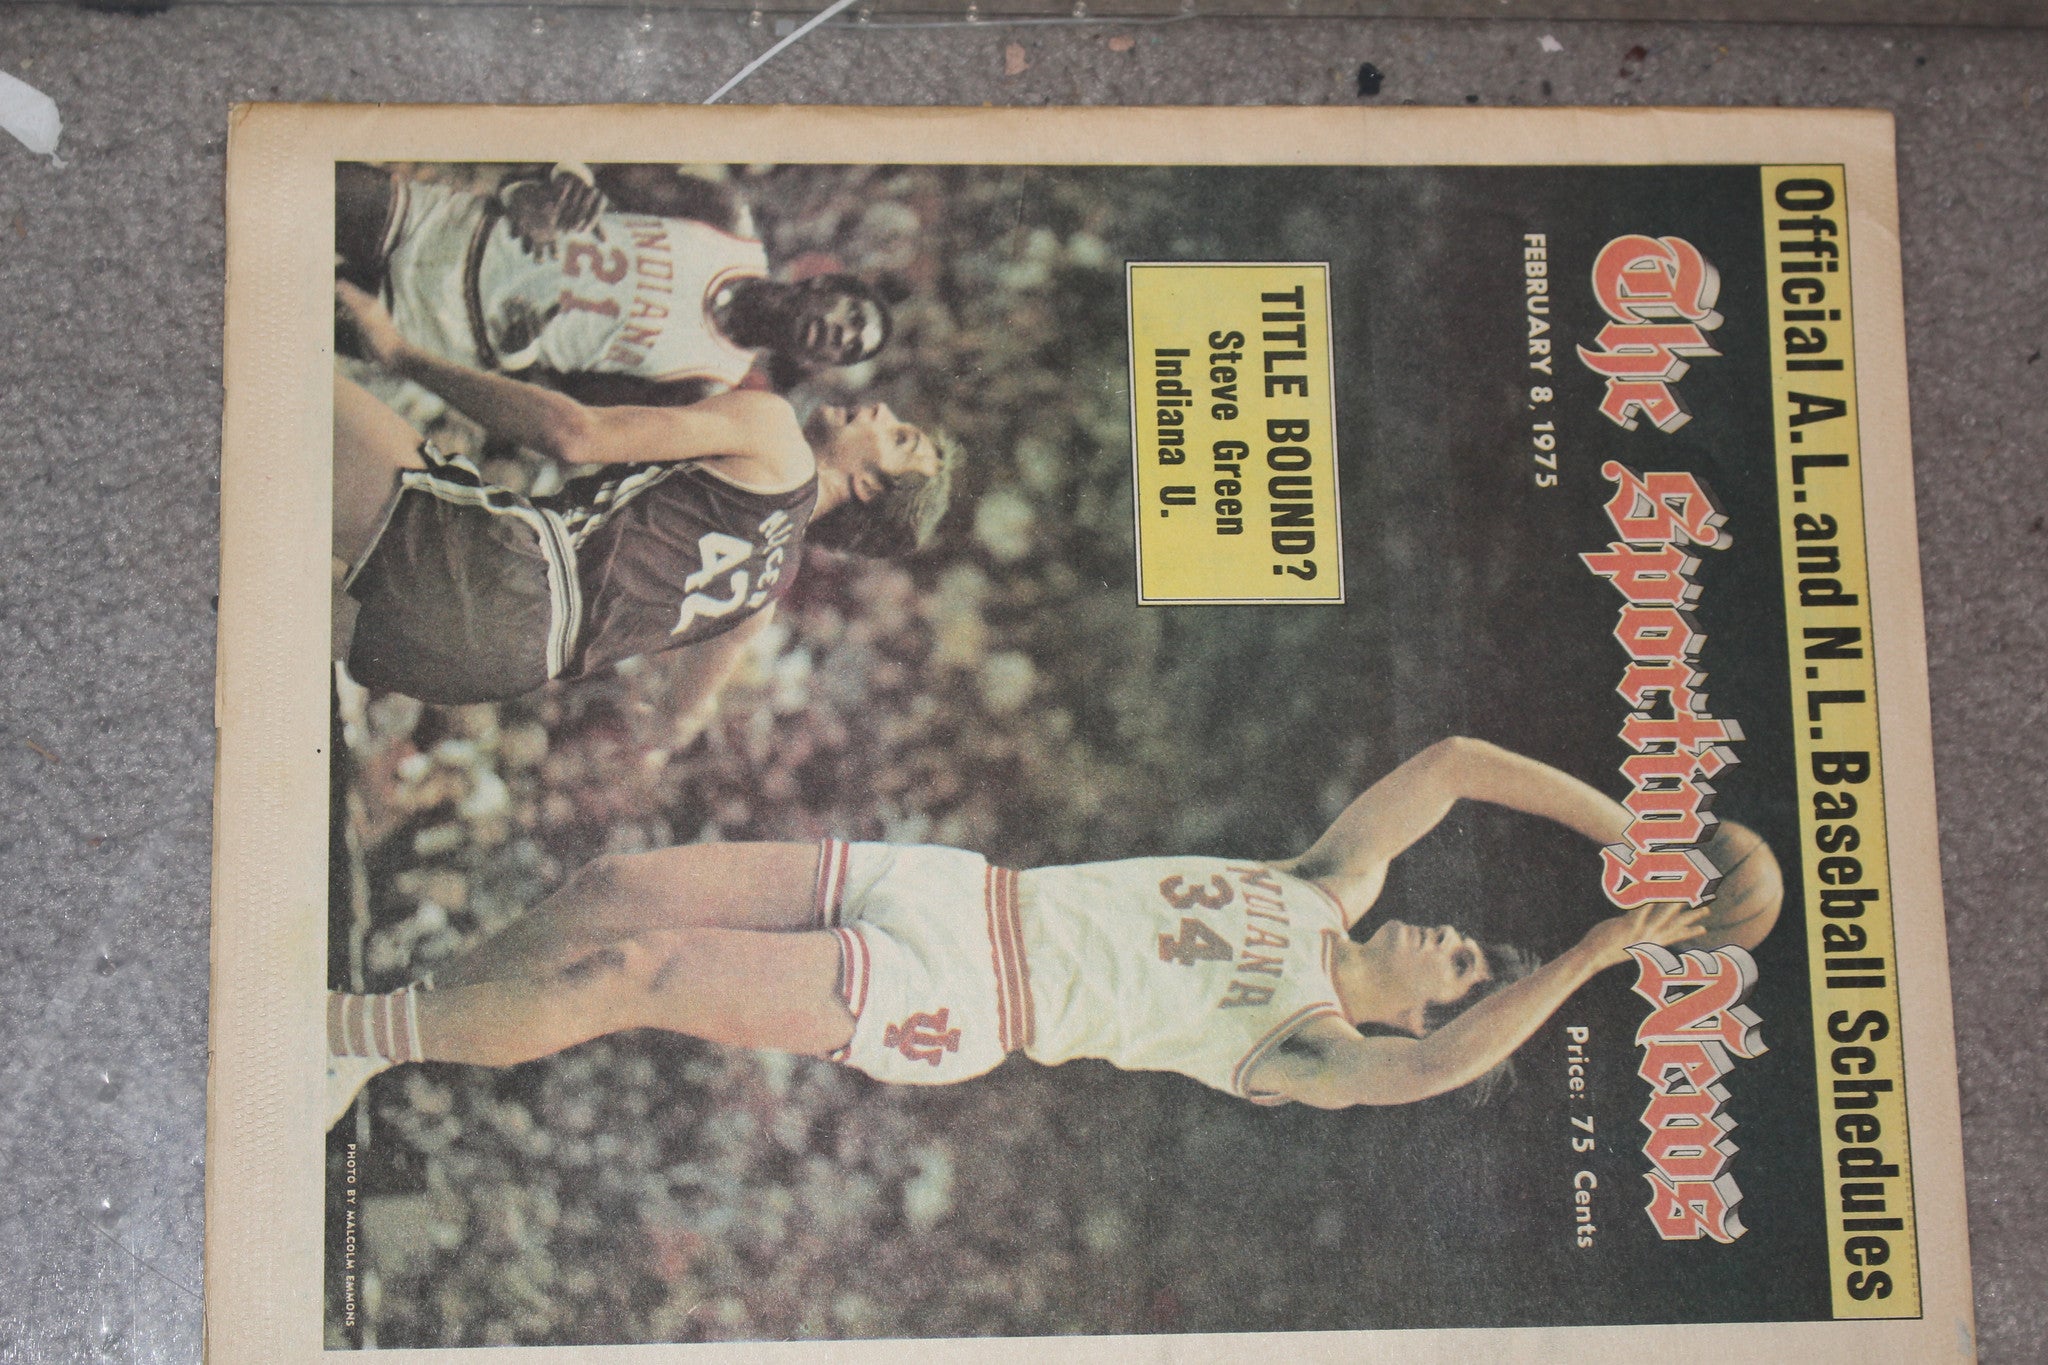 Official A.L. and N.L. Baseball Schedules
The Sporting News
FEBRUARY 8, 1975
Price: 75 Cents
TITLE BOUND?
Steve Green
Indiana U.
INDIANA
21
42
NDIANA
34
IU
PHOTO BY MALCOLM EMMONS